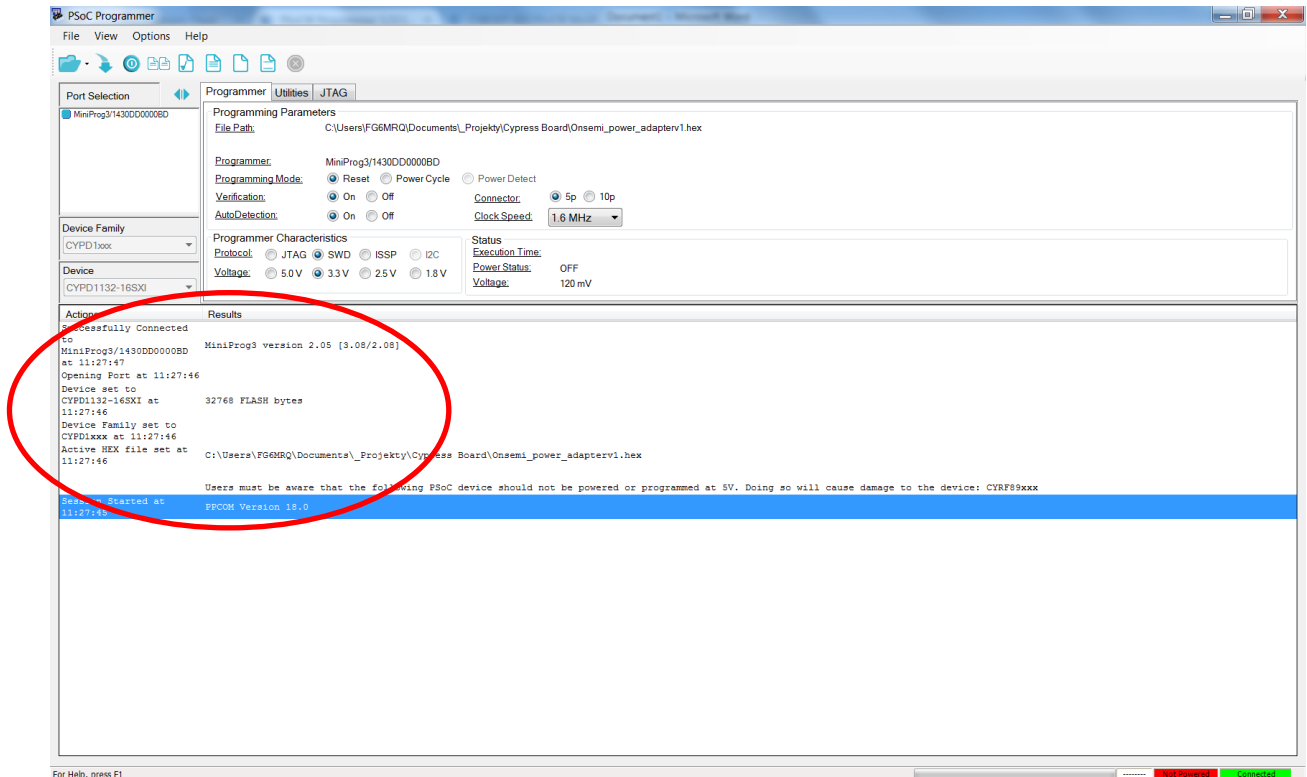 PSoC Programmer
File View Options Help
Port Selection
MiniProg3/1430DD0000BD
Device Family
CYPD1xxx
Device
CYPD1132-16SXI
Programmer Utilities JTAG
Programming Parameters
File Path: C:\Users\FG6MRQ\Documents\_Projekty\Cypress Board\Onsemi_power_adapterv1.hex
Programmer: MiniProg3/1430DD0000BD
Programming Mode: Reset Power Cycle Power Detect
Verification: On Off Connector: 5p 10p
AutoDetection: On Off Clock Speed: 1.6 MHz
Programmer Characteristics
Protocol: JTAG SWD ISSP I2C
Voltage: 5.0 V 3.3 V 2.5 V 1.8 V
Status
Execution Time:
Power Status: OFF
Voltage: 120 mV
Actions Results
Successfully Connected
to
MiniProg3/1430DD0000BD MiniProg3 version 2.05 [3.08/2.08]
at 11:27:47
Opening Port at 11:27:46
Device set to
CYPD1132-16SXI at 32768 FLASH bytes
11:27:46
Device Family set to
CYPD1xxx at 11:27:46
Active HEX file set at
11:27:46 C:\Users\FG6MRQ\Documents\_Projekty\Cypress Board\Onsemi_power_adapterv1.hex
Users must be aware that the following PSoC device should not be powered or programmed at 5V. Doing so will cause damage to the device: CYRF89xxx
Session Started at
11:27:45 PPCOM Version 18.0
For Help, press F1
-------- Not Powered Connected